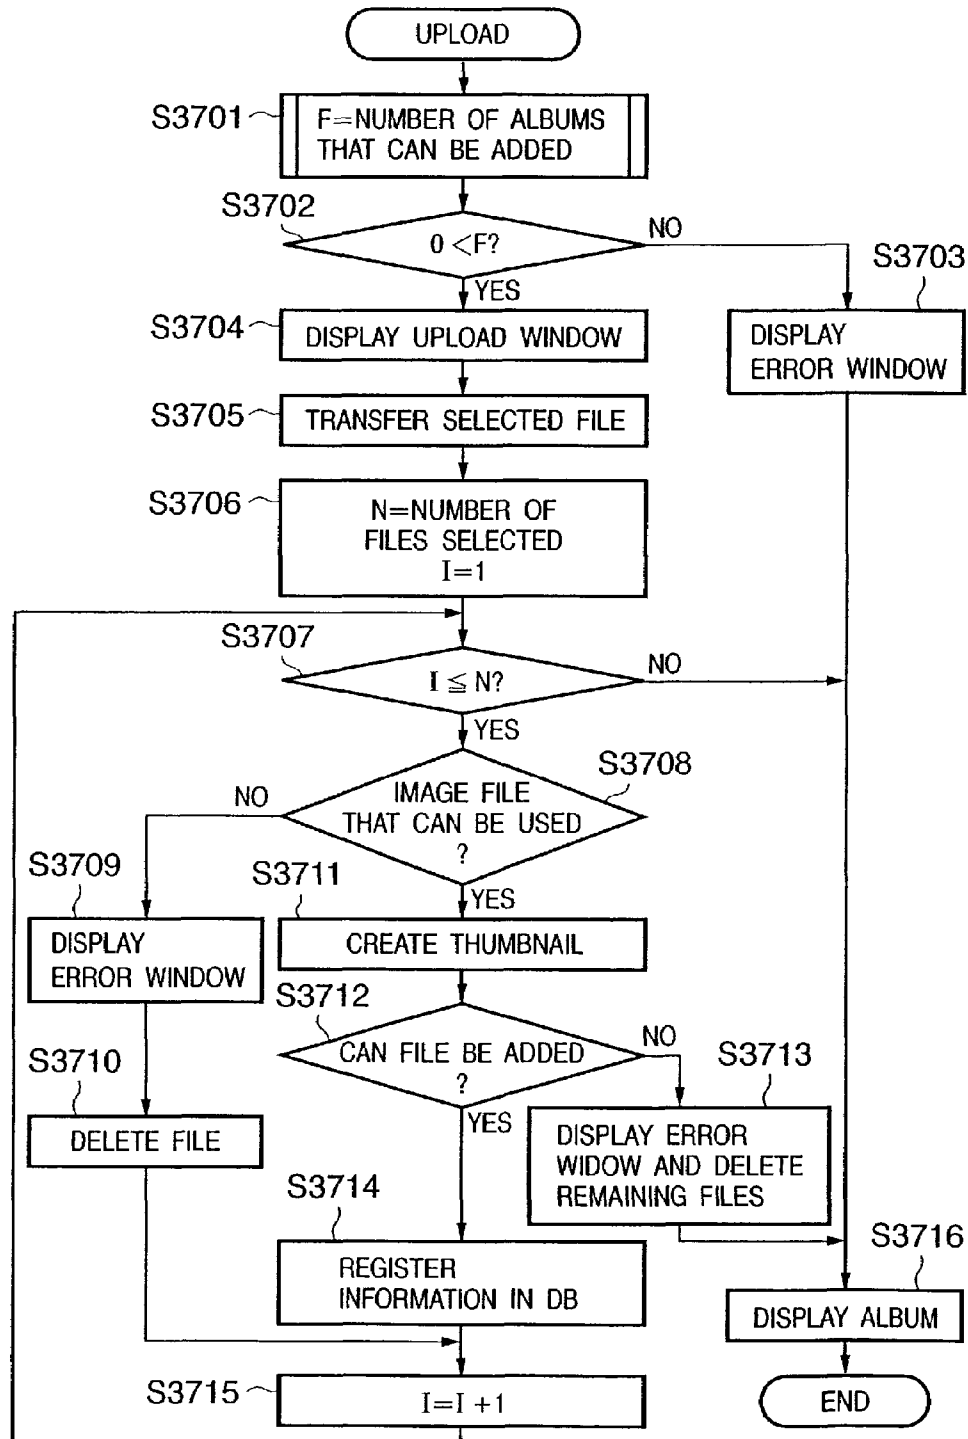 UPLOAD
S3701
F=NUMBER OF ALBUMS
THAT CAN BE ADDED
S3702
0 <F?
NO
YES
S3703
DISPLAY
ERROR WINDOW
S3704
DISPLAY UPLOAD WINDOW
S3705
TRANSFER SELECTED FILE
S3706
N=NUMBER OF
FILES SELECTED
I=1
S3707
I ≦ N?
NO
YES
S3708
IMAGE FILE
THAT CAN BE USED
?
NO
YES
S3709
DISPLAY
ERROR WINDOW
S3710
DELETE FILE
S3711
CREATE THUMBNAIL
S3712
CAN FILE BE ADDED
?
NO
YES
S3713
DISPLAY ERROR
WIDOW AND DELETE
REMAINING FILES
S3714
REGISTER
INFORMATION IN DB
S3715
I=I +1
S3716
DISPLAY ALBUM
END